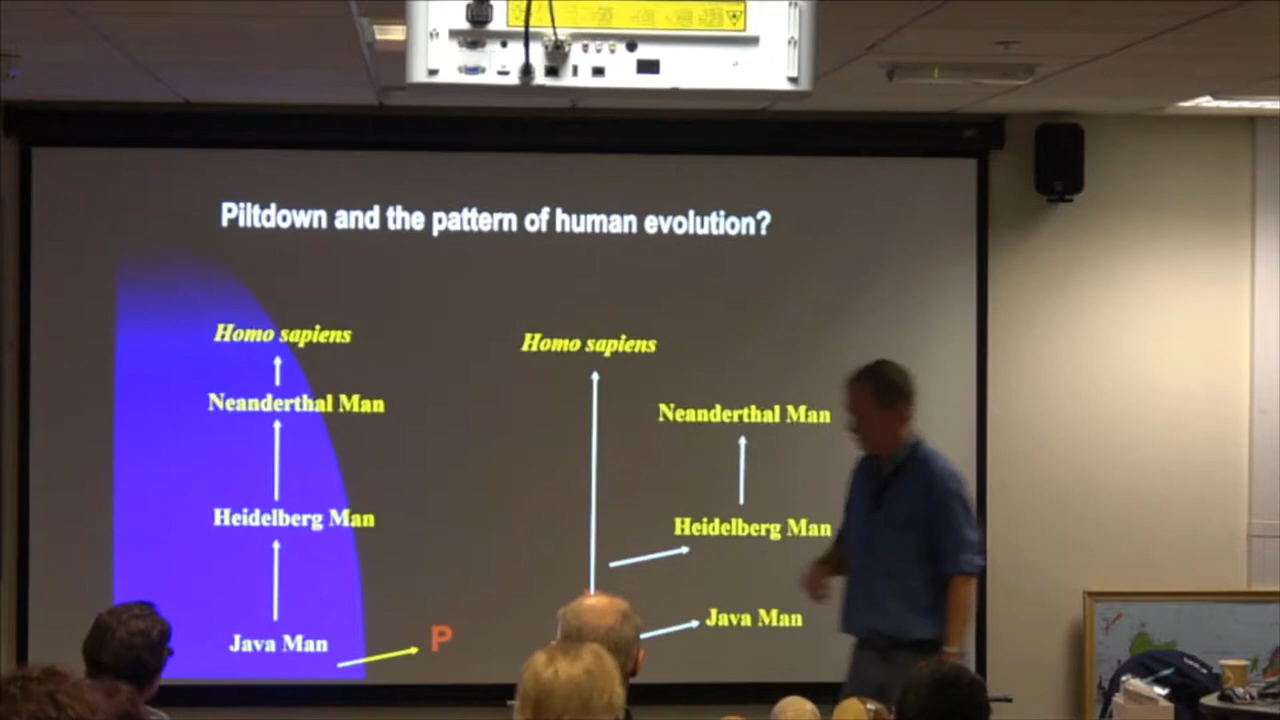 Piltdown and the pattern of human evolution?
Homo sapiens
Neanderthal Man
Heidelberg Man
Java Man
P
Homo sapiens
Neanderthal Man
Heidelberg Man
Java Man